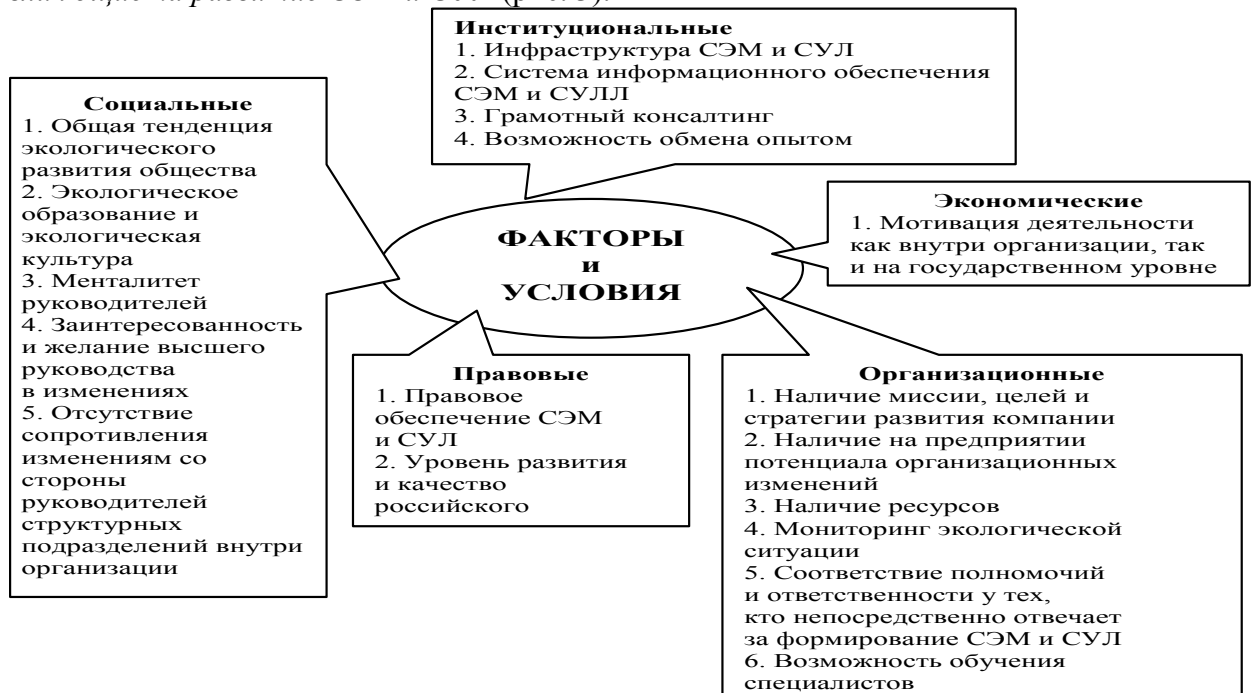 Институциональные
1. Инфраструктура СЭМ и СУЛ
2. Система информационного обеспечения
СЭМ и СУЛЛ
3. Грамотный консалтинг
4. Возможность обмена опытом
Социальные
1. Общая тенденция
экологического
развития общества
2. Экологическое
образование и
экологическая
культура
3. Менталитет
руководителей
4. Заинтересованность
и желание высшего
руководства
в изменениях
5. Отсутствие
сопротивления
изменениям со
стороны
руководителей
структурных
подразделений внутри
организации
Экономические
1. Мотивация деятельности
как внутри организации, так
и на государственном уровне
ФАКТОРЫ
и
УСЛОВИЯ
Правовые
1. Правовое
обеспечение СЭМ
и СУЛ
2. Уровень развития
и качество
российского
Организационные
1. Наличие миссии, целей и
стратегии развития компании
2. Наличие на предприятии
потенциала организационных
изменений
3. Наличие ресурсов
4. Мониторинг экологической
ситуации
5. Соответствие полномочий
и ответственности у тех,
кто непосредственно отвечает
за формирование СЭМ и СУЛ
6. Возможность обучения
специалистов